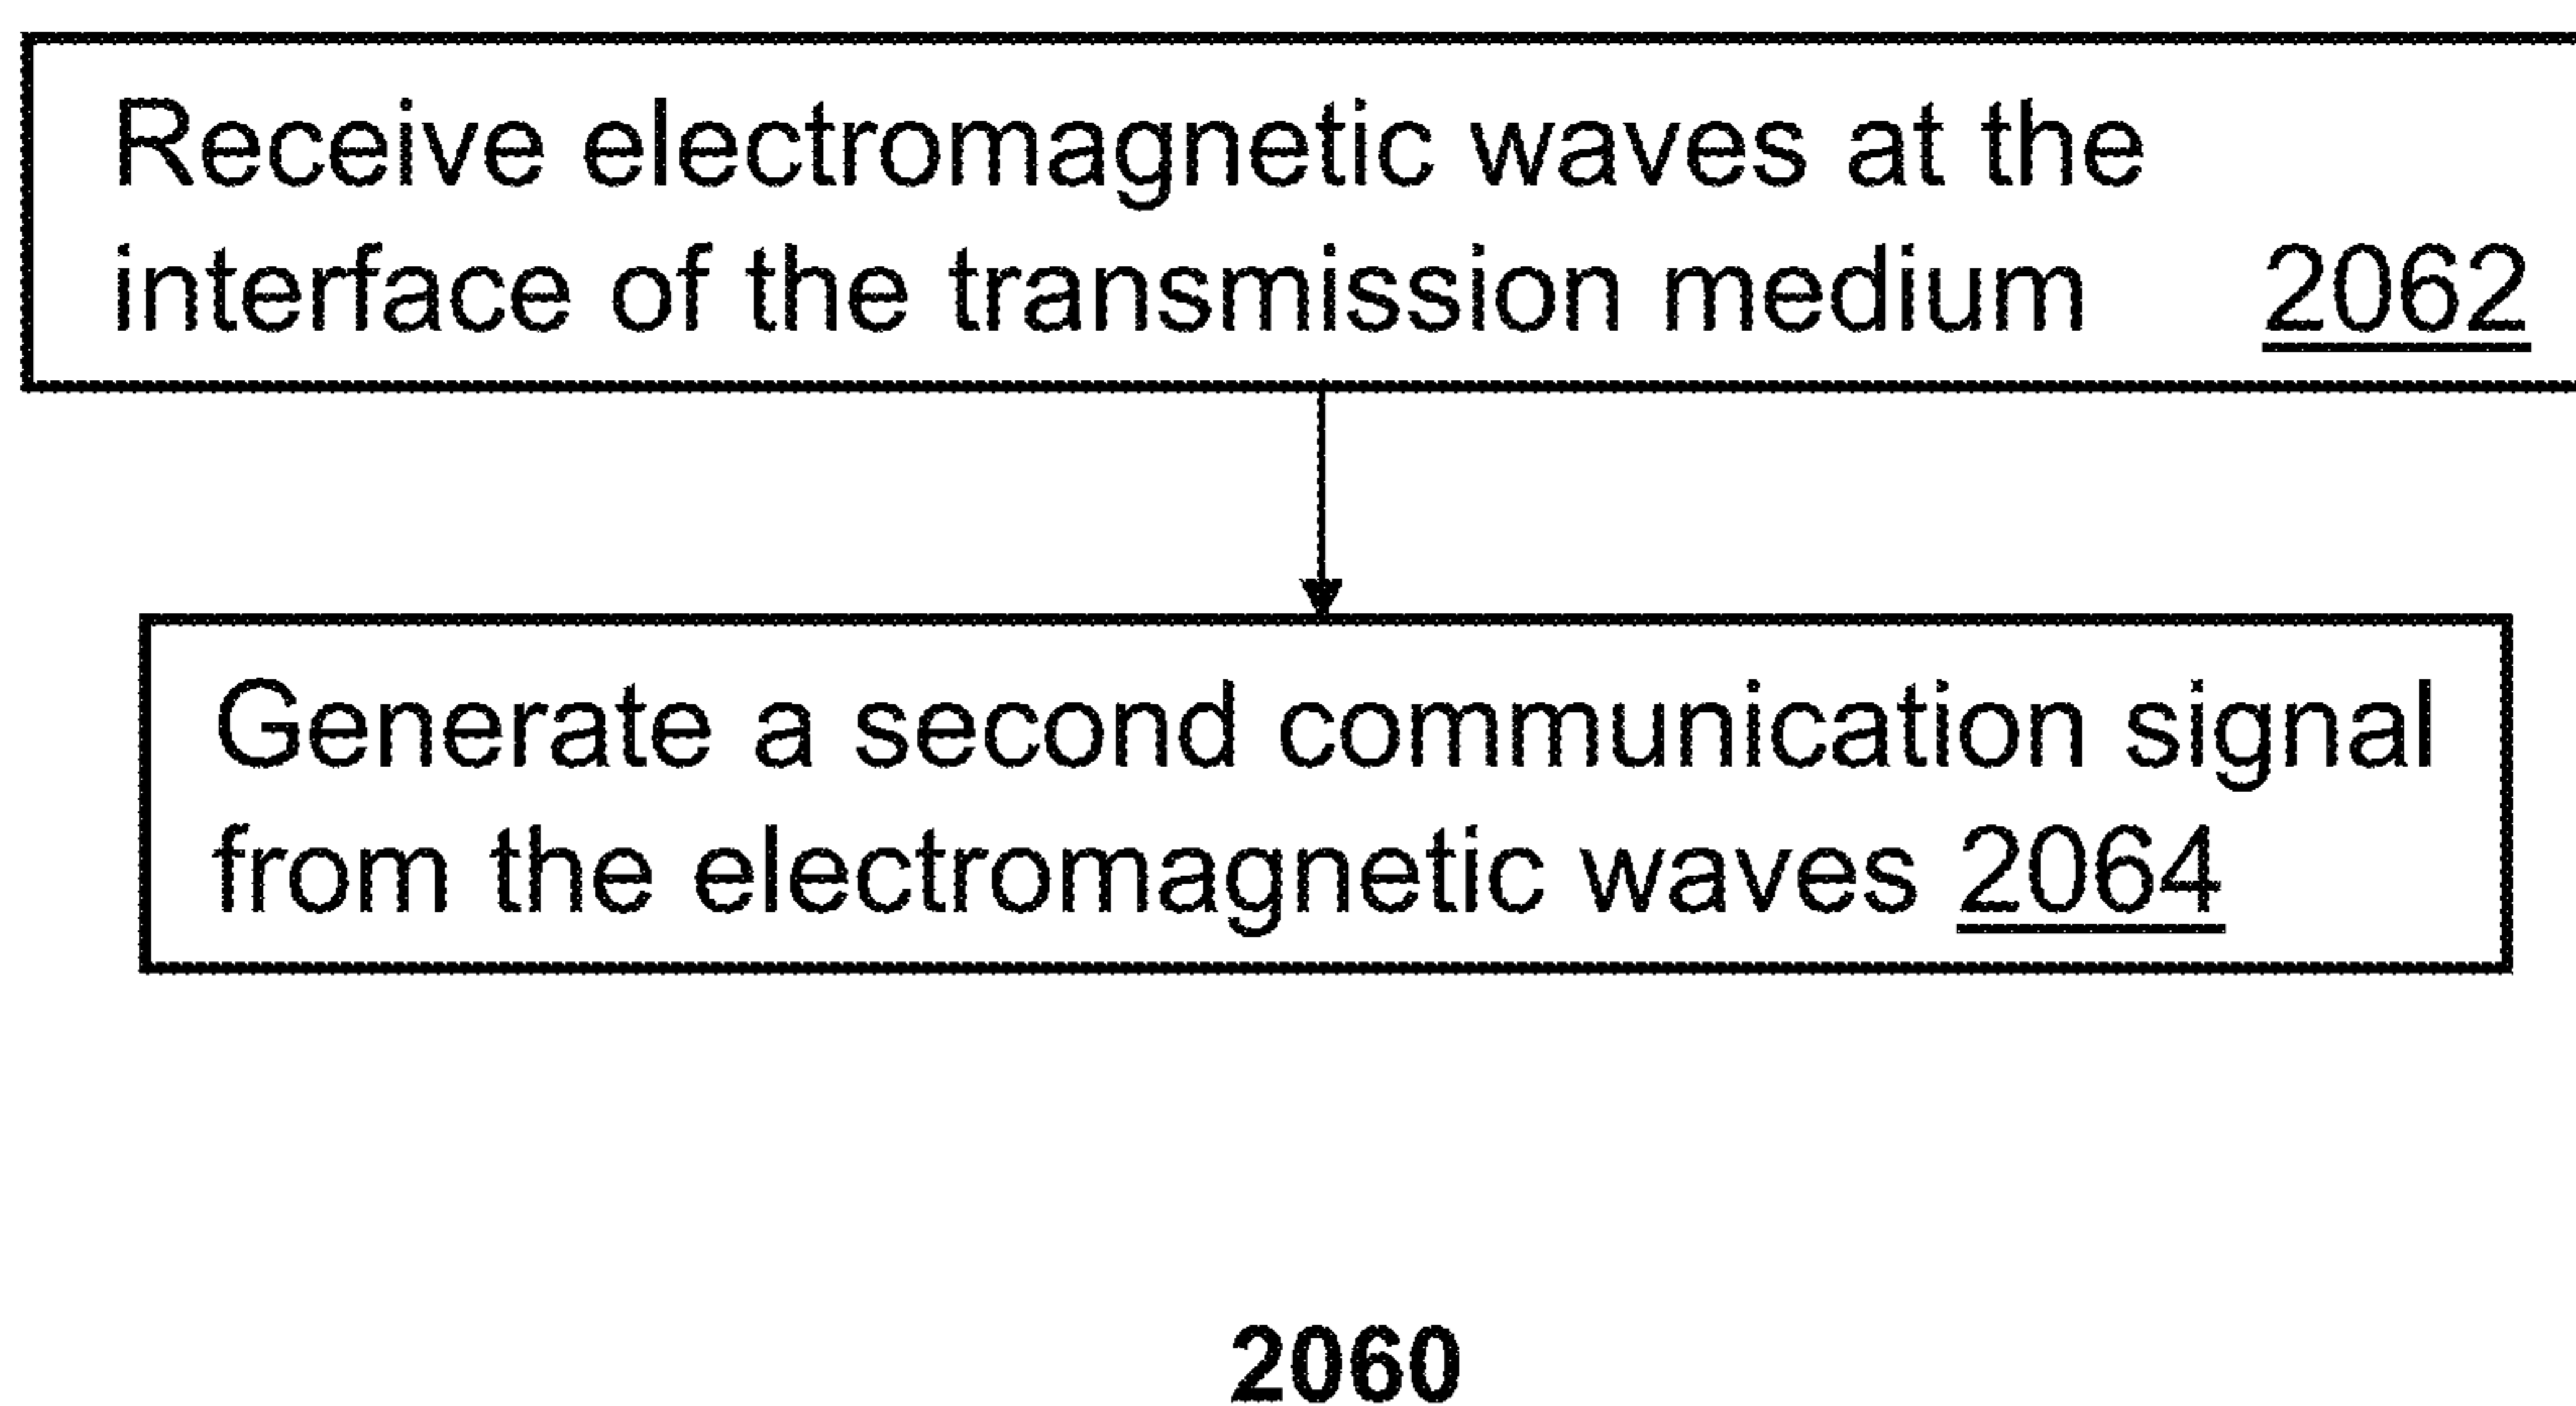 Receive electromagnetic waves at the
interface of the transmission medium 2062
Generate a second communication signal
from the electromagnetic waves 2064
2060